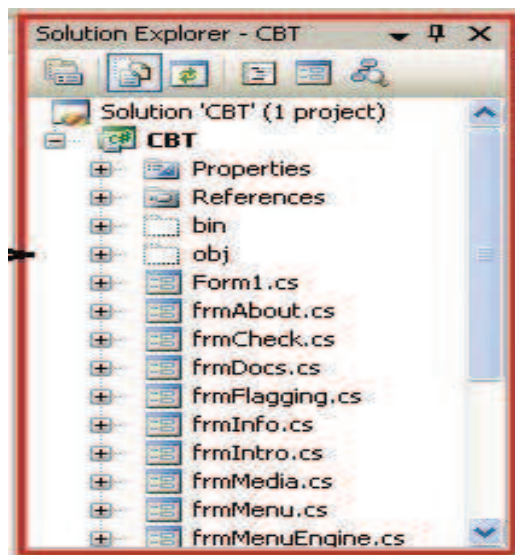 Solution Explorer - CBT
Solution 'CBT' (1 project)
C#
CBT
Properties
References
bin
obj
Form1.cs
frmAbout.cs
frmCheck.cs
frmDocs.cs
frmFlagging.cs
frmInfo.cs
frmIntro.cs
frmMedia.cs
frmMenu.cs
frmMenuEngine.cs